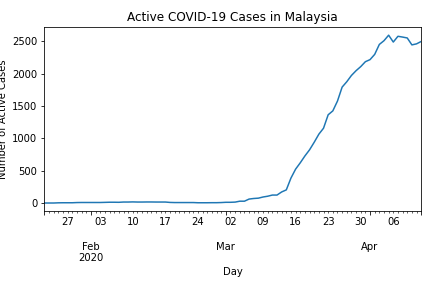 Active COVID-19 Cases in Malaysia
Number of Active Cases
2500
2000
1500
1000
500
0
27 03 10 17 24 02 09 16 23 30 06
Feb Mar Apr
2020
Day